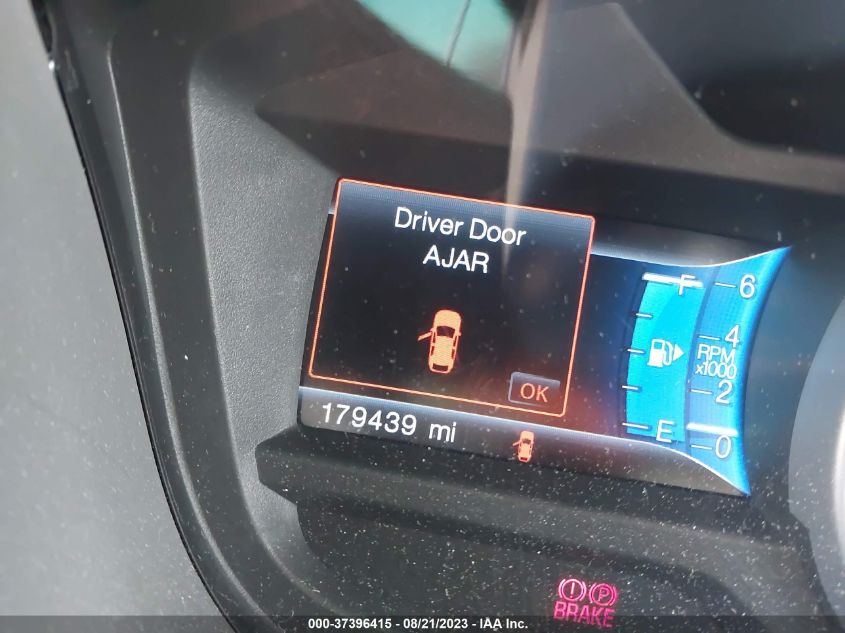 Driver Door
AJAR
OK
179439 mi
F
E
6
4
RPM
x1000
2
0
BRAKE
000-37396415 - 08/21/2023 - IAA Inc.